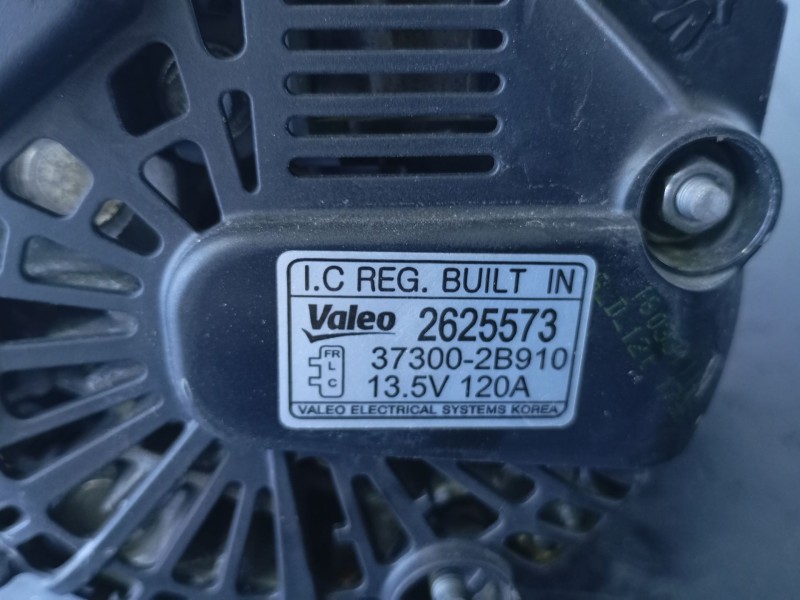 I.C REG. BUILT IN
Valeo 2625573
FR
L
C
37300-2B910
13.5V 120A
VALEO ELECTRICAL SYSTEMS KOREA